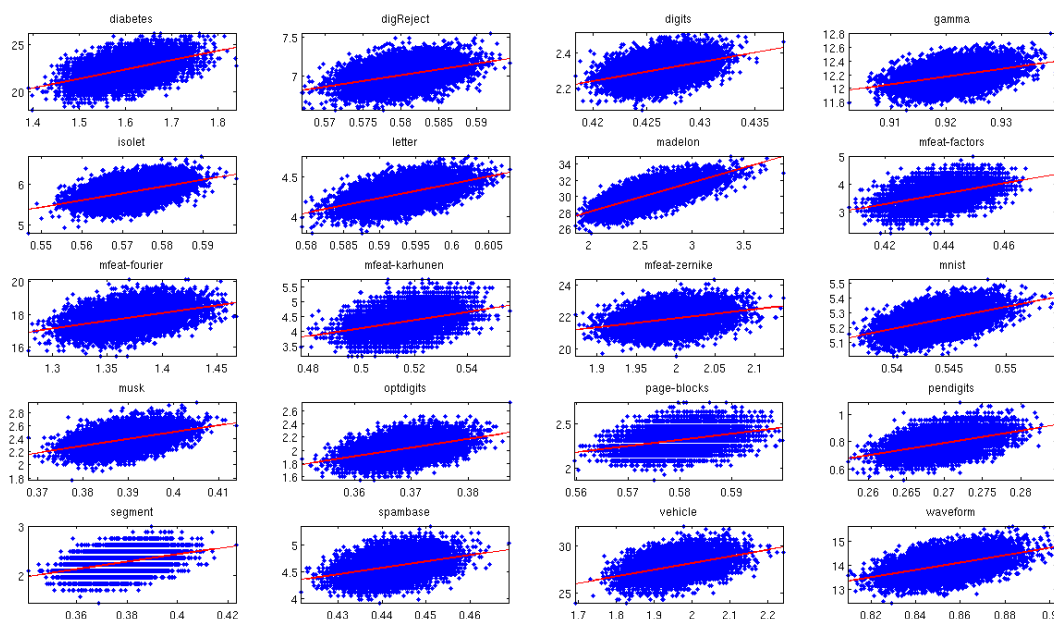 diabetes digReject digits gamma
25
20
1.4 1.5 1.6 1.7 1.8
7.5
7
0.57 0.575 0.58 0.585 0.59
2.4
2.2
0.42 0.425 0.43 0.435
12.8
12.6
12.4
12.2
12
11.8
0.91 0.92 0.93
isolet letter madelon mfeat-factors
6
5
0.55 0.56 0.57 0.58 0.59
4.5
4
0.58 0.585 0.59 0.595 0.6 0.605
34
32
30
28
26
2 2.5 3 3.5
5
4
3
0.42 0.44 0.46
mfeat-fourier mfeat-karhunen mfeat-zernike mnist
20
18
16
1.3 1.35 1.4 1.45
5.5
5
4.5
4
3.5
0.48 0.5 0.52 0.54
24
22
20
1.9 1.95 2 2.05 2.1
5.5
5.4
5.3
5.2
5.1
0.54 0.545 0.55
musk optdigits page-blocks pendigits
2.8
2.6
2.4
2.2
2
1.8
0.37 0.38 0.39 0.4 0.41
2.6
2.4
2.2
2
1.8
1.6
0.36 0.37 0.38
2.5
2
0.56 0.57 0.58 0.59
1
0.8
0.6
0.26 0.265 0.27 0.275 0.28
segment spambase vehicle waveform
3
2
0.36 0.38 0.4 0.42
5
4.5
4
0.43 0.44 0.45 0.46
30
25
1.7 1.8 1.9 2 2.1 2.2
15
14
13
0.82 0.84 0.86 0.88 0.9